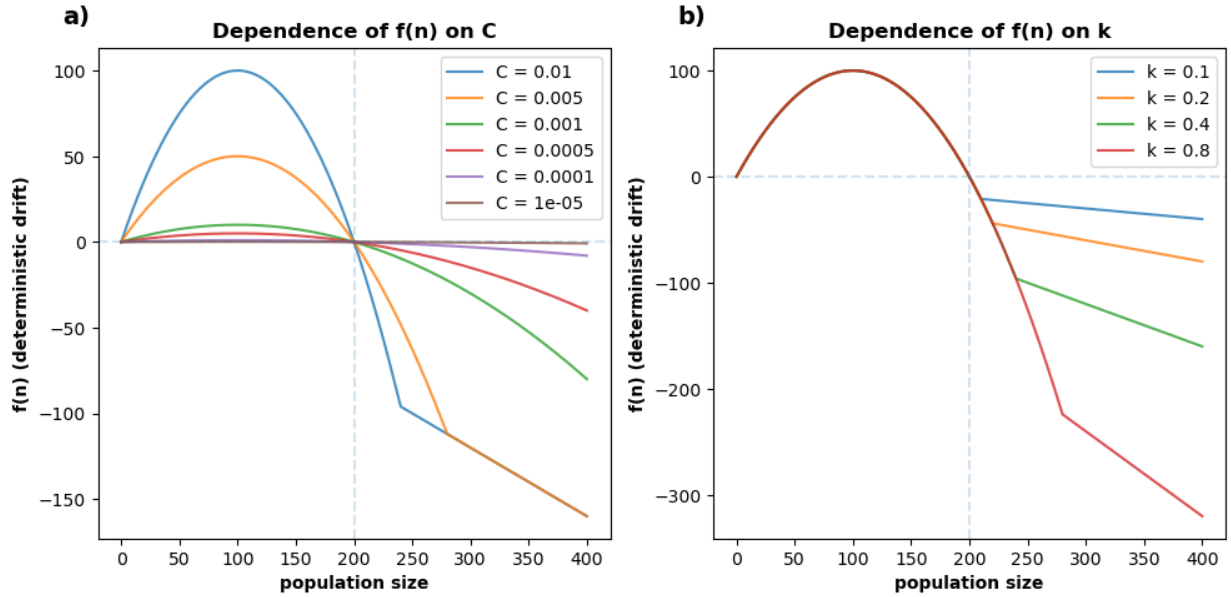 a)
Dependence of f(n) on C
f(n) (deterministic drift)
100
50
0
−50
−100
−150
C = 0.01
C = 0.005
C = 0.001
C = 0.0005
C = 0.0001
C = 1e-05
0 50 100 150 200 250 300 350 400
population size
b)
Dependence of f(n) on k
f(n) (deterministic drift)
100
0
−100
−200
−300
k = 0.1
k = 0.2
k = 0.4
k = 0.8
0 50 100 150 200 250 300 350 400
population size